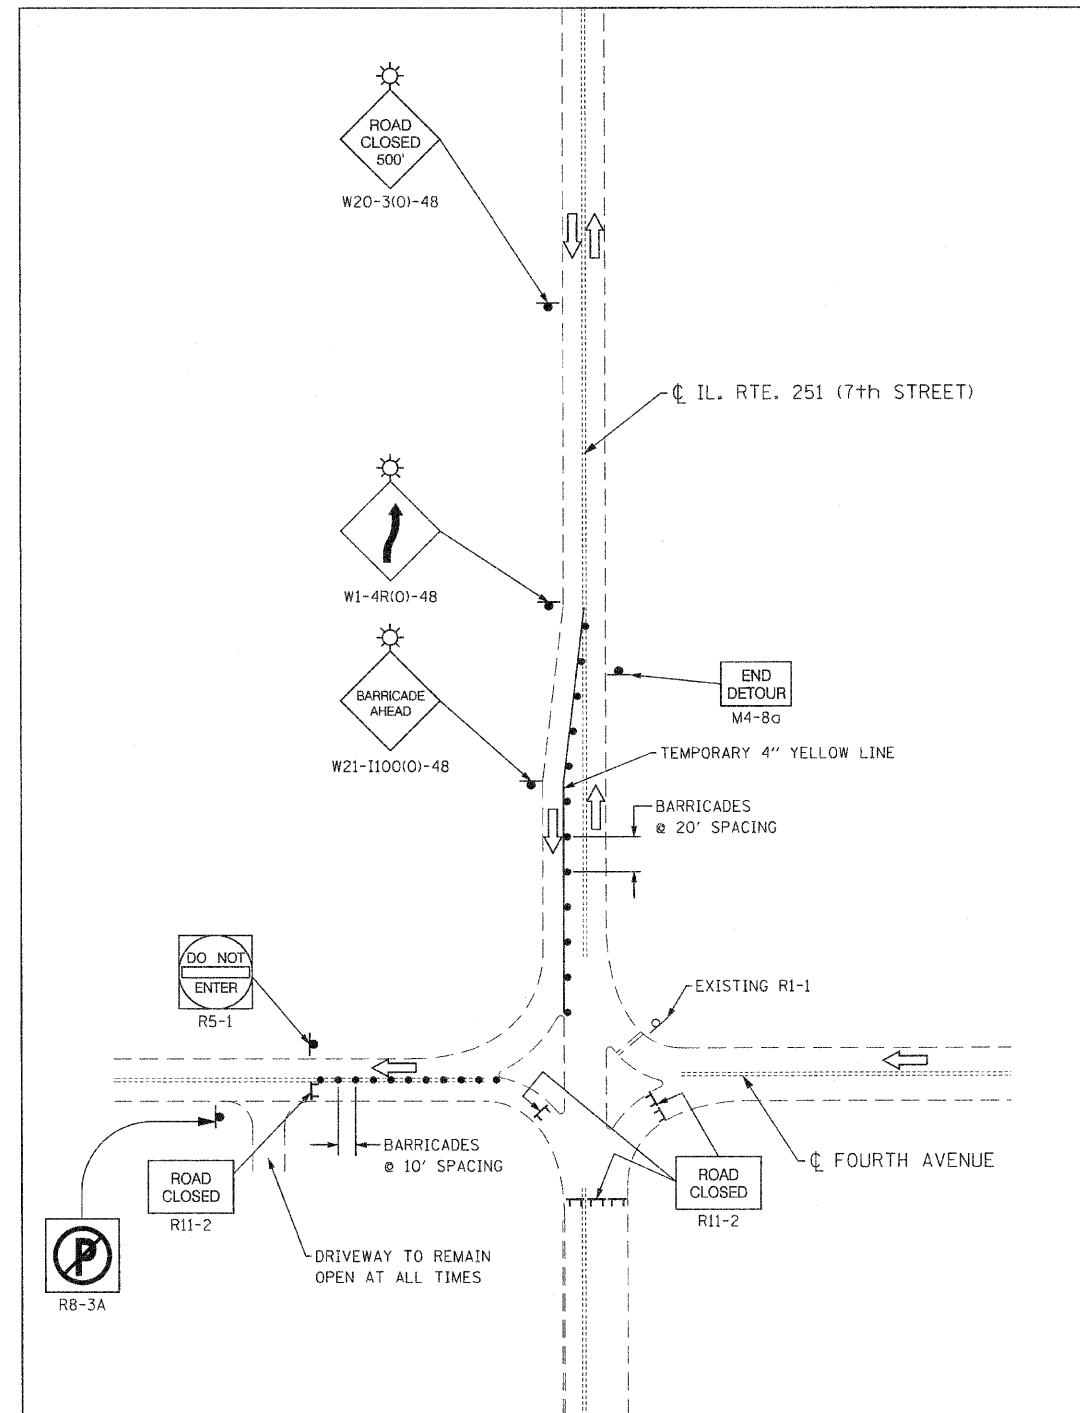 ROAD
CLOSED
500'
W20-3(O)-48
℄ IL. RTE. 251 (7th STREET)
W1-4R(O)-48
BARRICADE
AHEAD
W21-I100(O)-48
END
DETOUR
M4-8a
TEMPORARY 4" YELLOW LINE
BARRICADES
@ 20' SPACING
DO NOT
ENTER
R5-1
EXISTING R1-1
BARRICADES
@ 10' SPACING
℄ FOURTH AVENUE
ROAD
CLOSED
R11-2
ROAD
CLOSED
R11-2
P
R8-3A
DRIVEWAY TO REMAIN
OPEN AT ALL TIMES